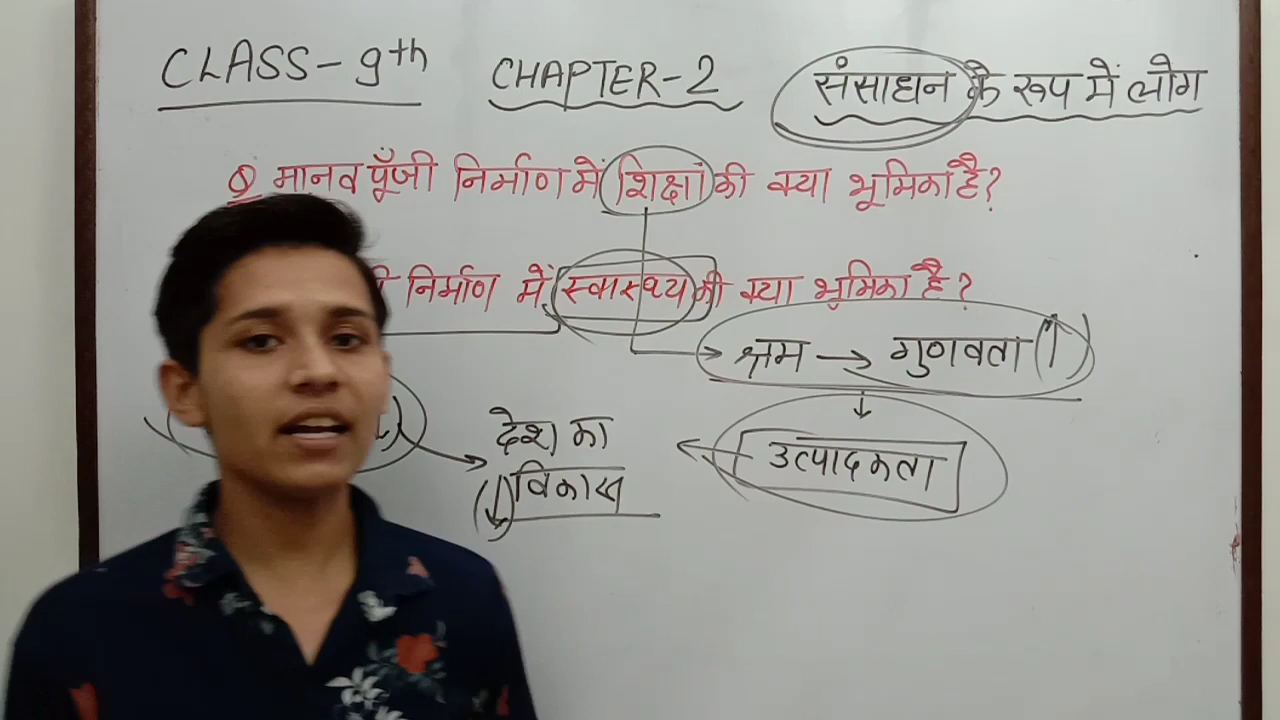 CLASS-9th CHAPTER-2 संसाधन के रूप में लोग
Q मानव पूँजी निर्माण में शिक्षा की क्या भूमिका है?
निर्माण में स्वास्थ्य की क्या भूमिका है?
श्रम → गुणवता (↑)
देश का
(↓) विकास
उत्पादकता